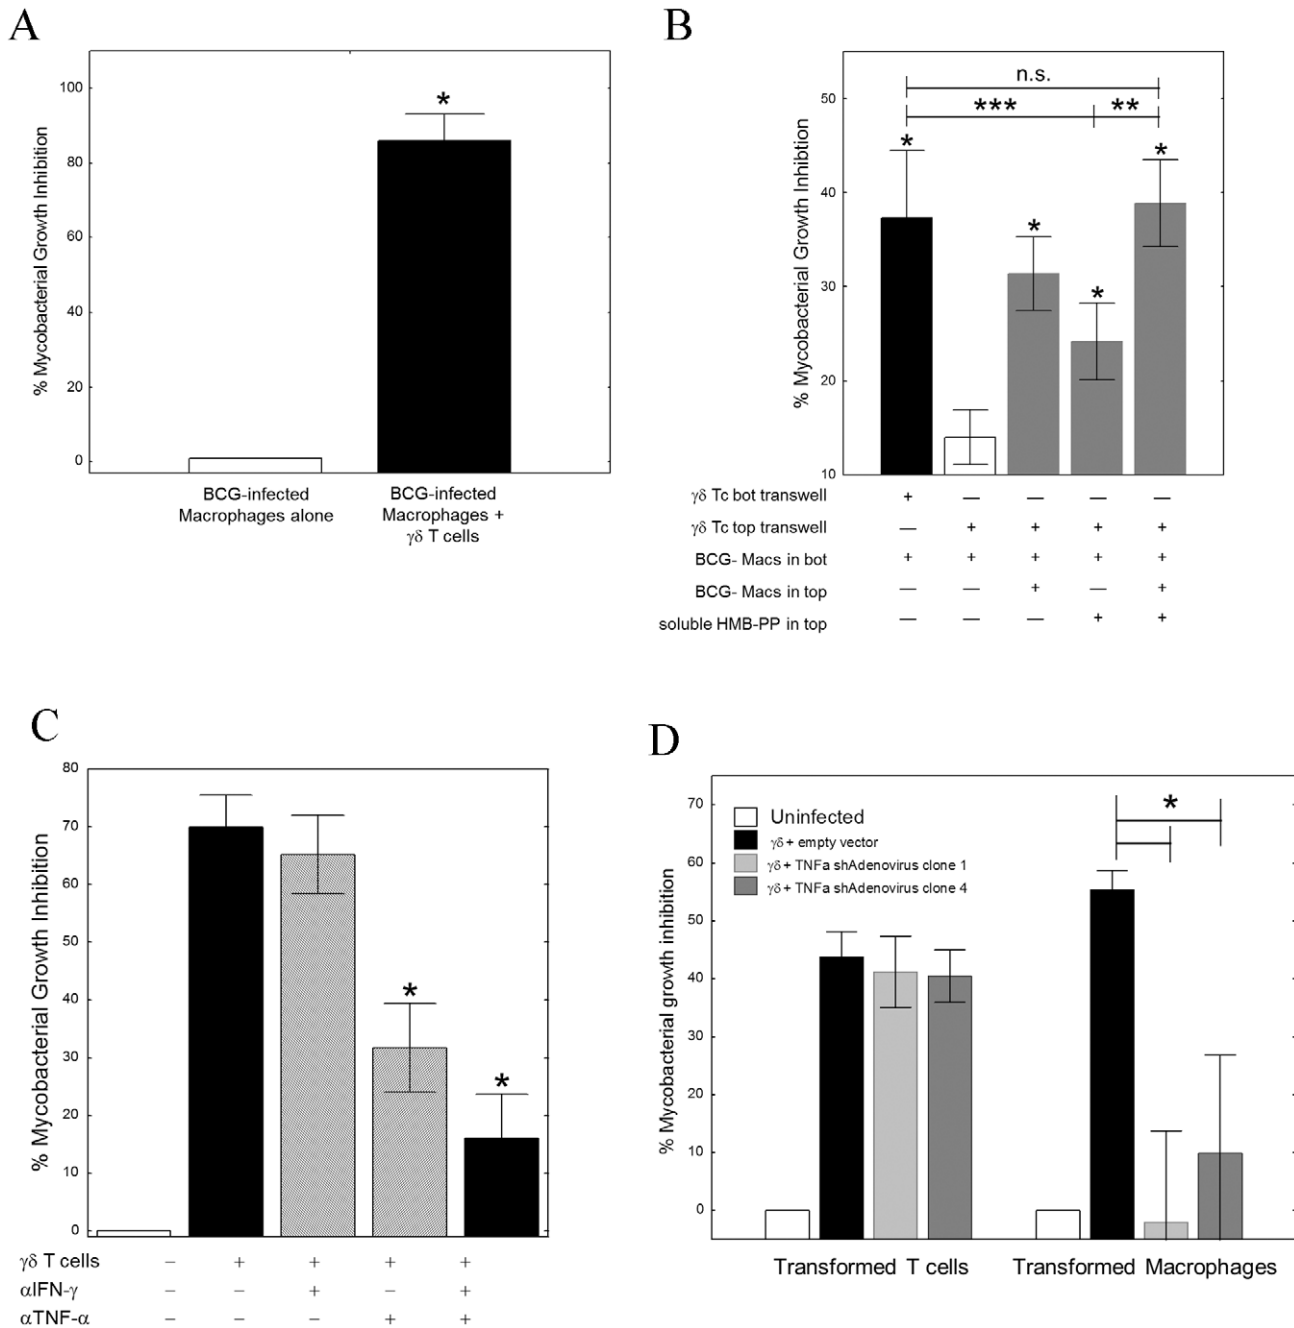 A
% Mycobacterial Growth Inhibition
100
80
60
40
20
0
*
BCG-infected
Macrophages alone
BCG-infected
Macrophages +
γδ T cells
B
% Mycobacterial Growth Inhibtion
50
40
30
20
10
n.s.
*** **
* * * *
γδ Tc bot transwell + — — — —
γδ Tc top transwell — + + + +
BCG- Macs in bot + + + + +
BCG- Macs in top — — + — +
soluble HMB-PP in top — — — + +
C
% Mycobacterial Growth Inhibition
80
70
60
50
40
30
20
10
0
* *
γδ T cells – + + + +
αIFN-γ – – + – +
αTNF-α – – – + +
D
% Mycobacterial growth inhibition
70
60
50
40
30
20
10
0
Uninfected
γδ + empty vector
γδ + TNFa shAdenovirus clone 1
γδ + TNFa shAdenovirus clone 4
*
Transformed T cells
Transformed Macrophages